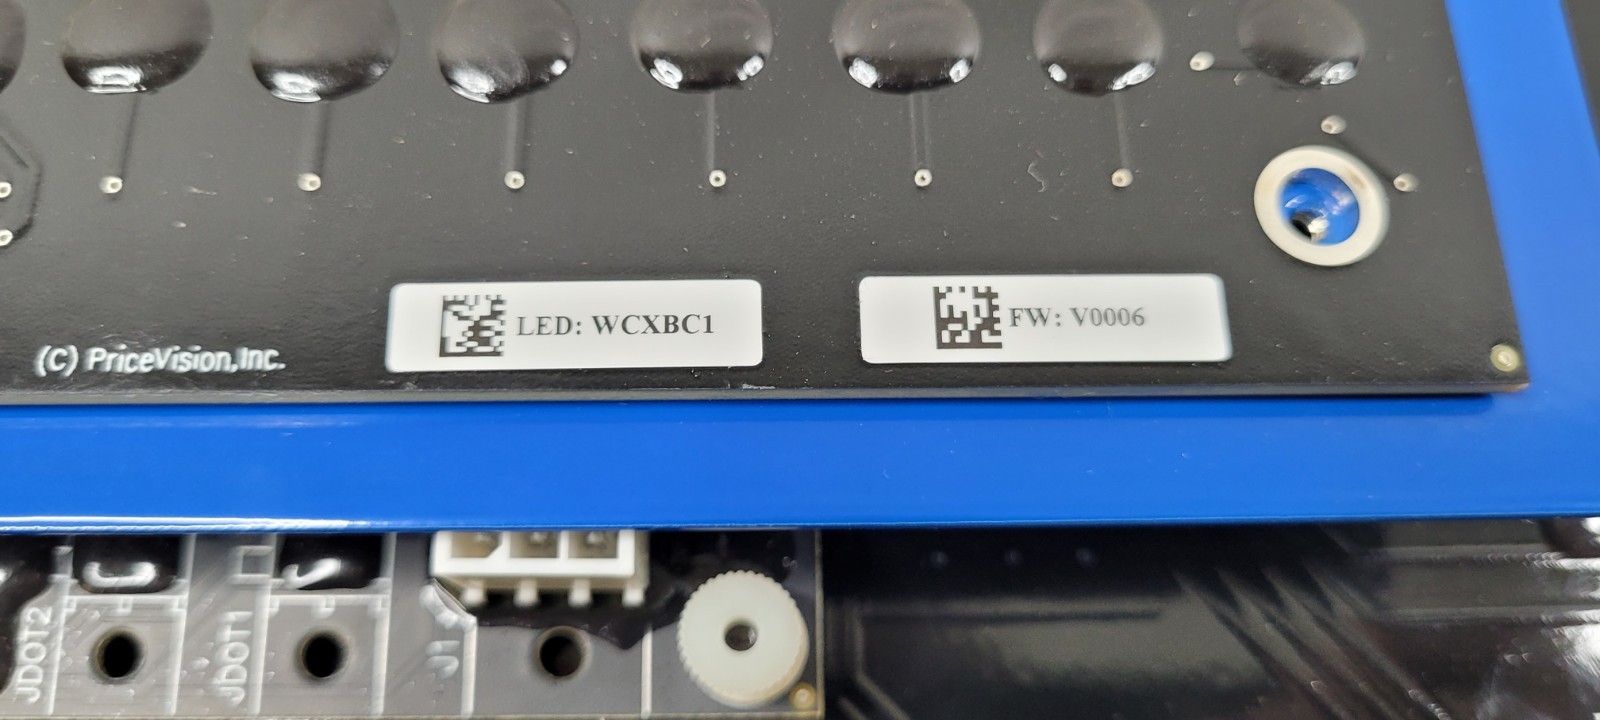 (C) PriceVision,Inc.
LED: WCXBC1
FW: V0006
JDOT2
JDOT1
J1